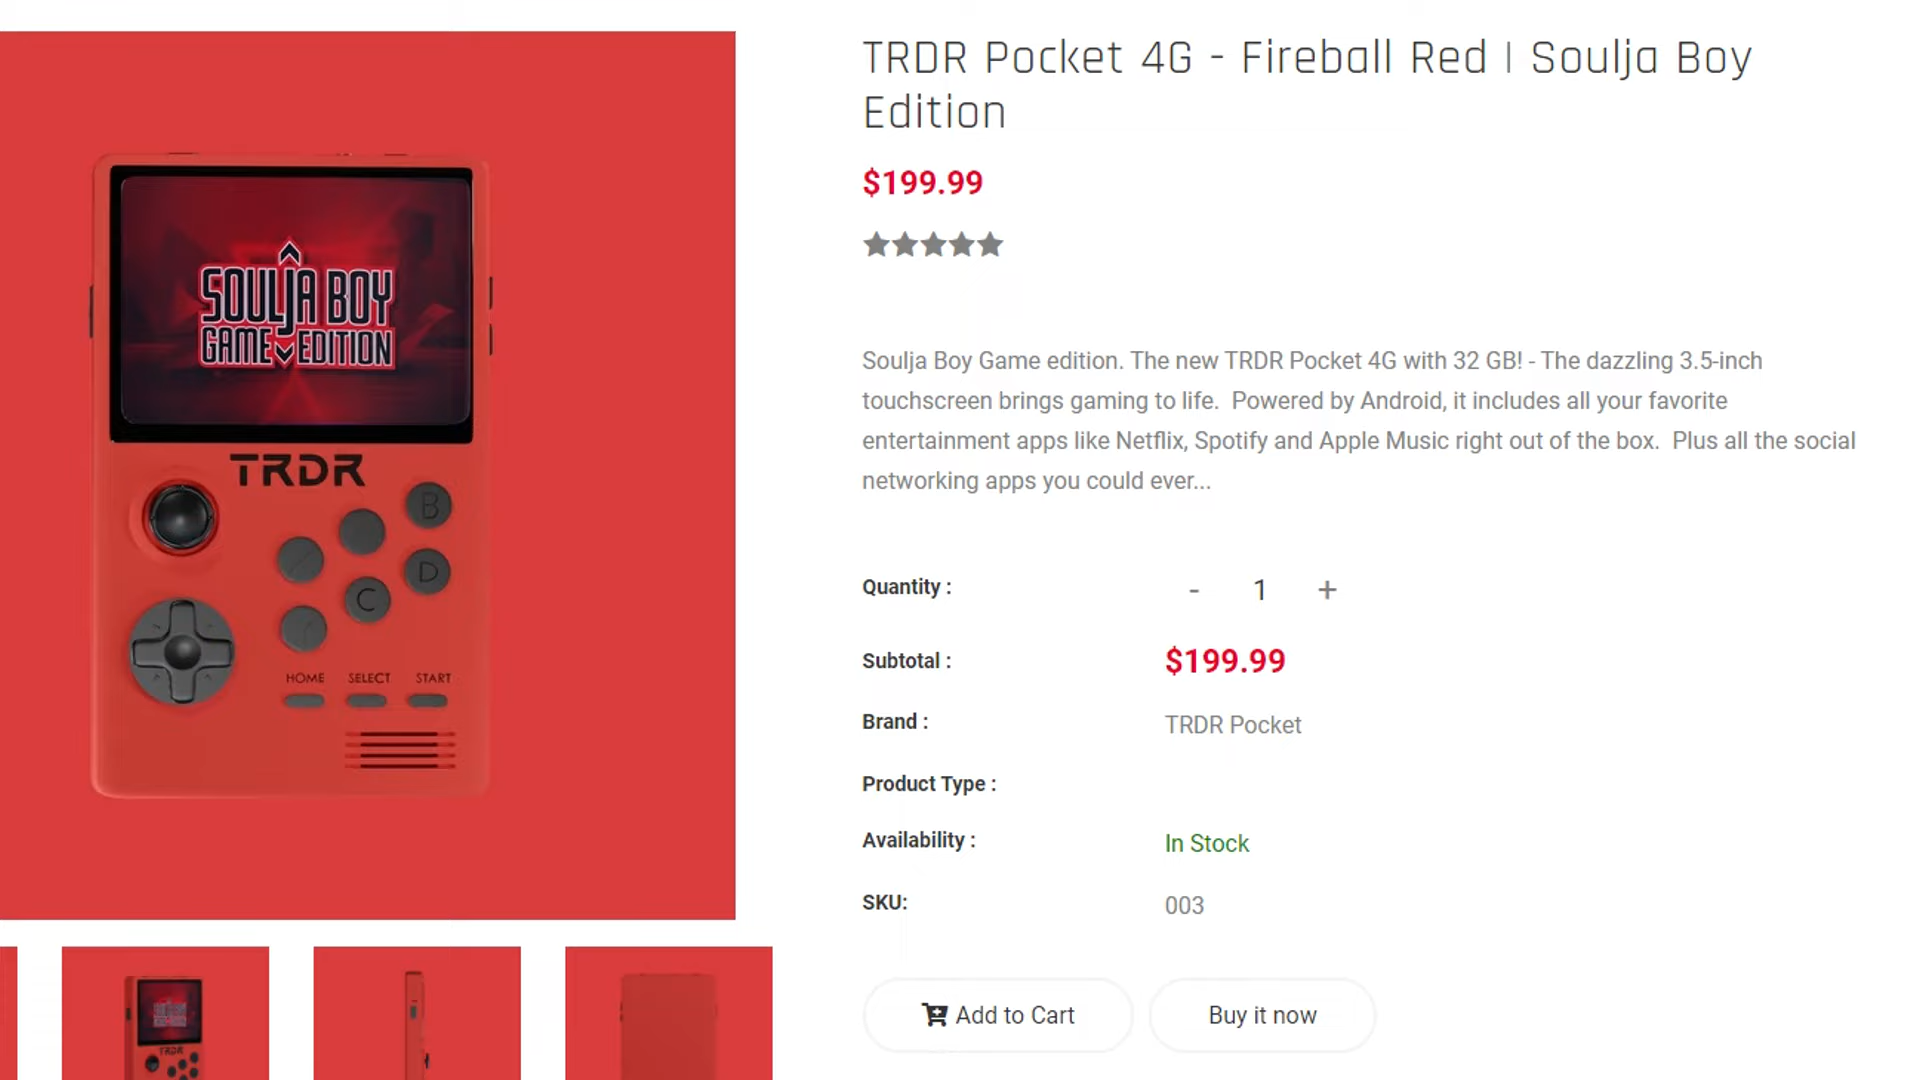 TRDR Pocket 4G - Fireball Red | Soulja Boy
Edition
$199.99
SOULJA BOY
GAME EDITION
TRDR
B
D
C
HOME SELECT START
Soulja Boy Game edition. The new TRDR Pocket 4G with 32 GB! - The dazzling 3.5-inch
touchscreen brings gaming to life.  Powered by Android, it includes all your favorite
entertainment apps like Netflix, Spotify and Apple Music right out of the box.  Plus all the social
networking apps you could ever...
Quantity : - 1 +
Subtotal : $199.99
Brand : TRDR Pocket
Product Type :
Availability : In Stock
SKU: 003
Add to Cart Buy it now
TRDR